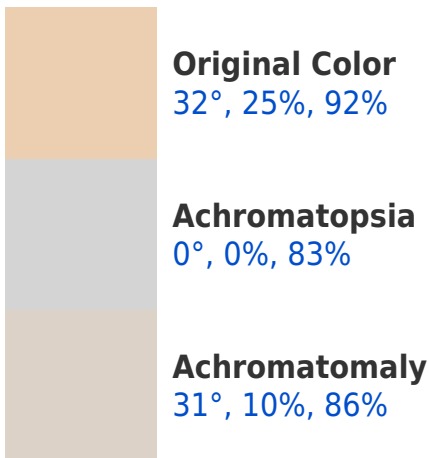 Original Color
32°, 25%, 92%
Achromatopsia
0°, 0%, 83%
Achromatomaly
31°, 10%, 86%